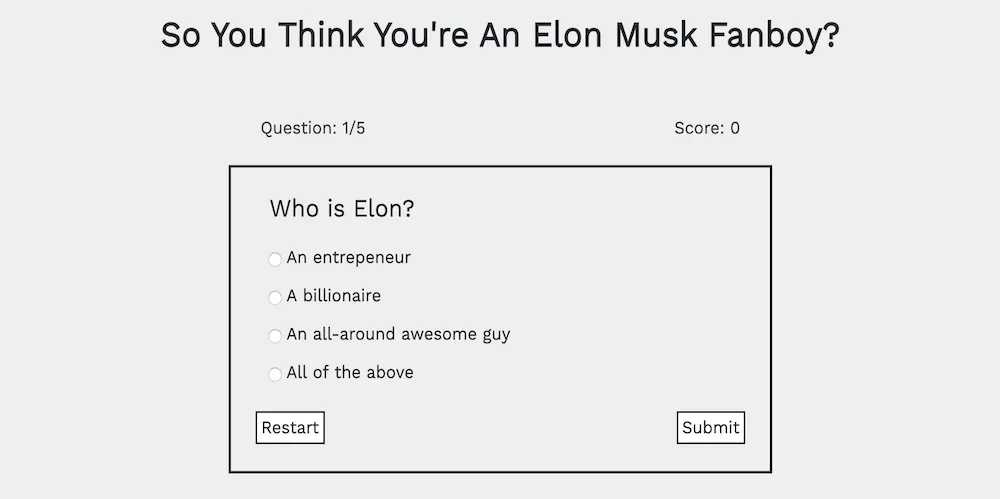 So You Think You're An Elon Musk Fanboy?
Question: 1/5
Score: 0
Who is Elon?
An entrepeneur
A billionaire
An all-around awesome guy
All of the above
Restart
Submit